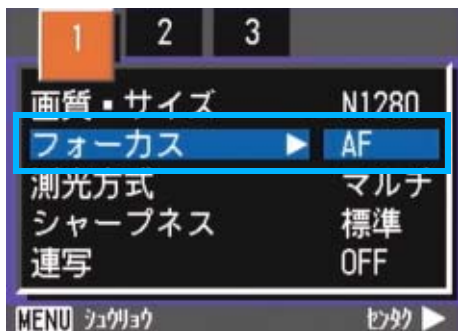 1 2 3
画質・サイズ N1280
フォーカス ▶ AF
測光方式 マルチ
シャープネス 標準
連写 OFF
MENU シュウリョウ センタク ▶